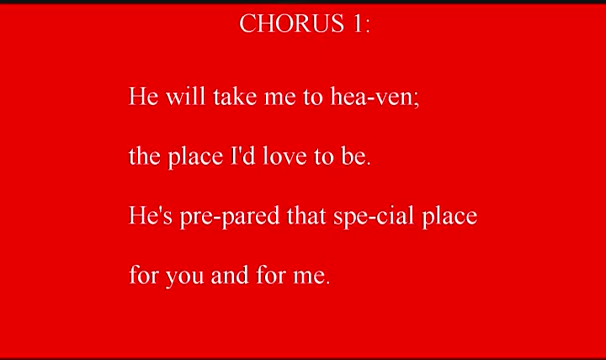 CHORUS 1:
He will take me to hea-ven;
the place I'd love to be.
He's pre-pared that spe-cial place
for you and for me.